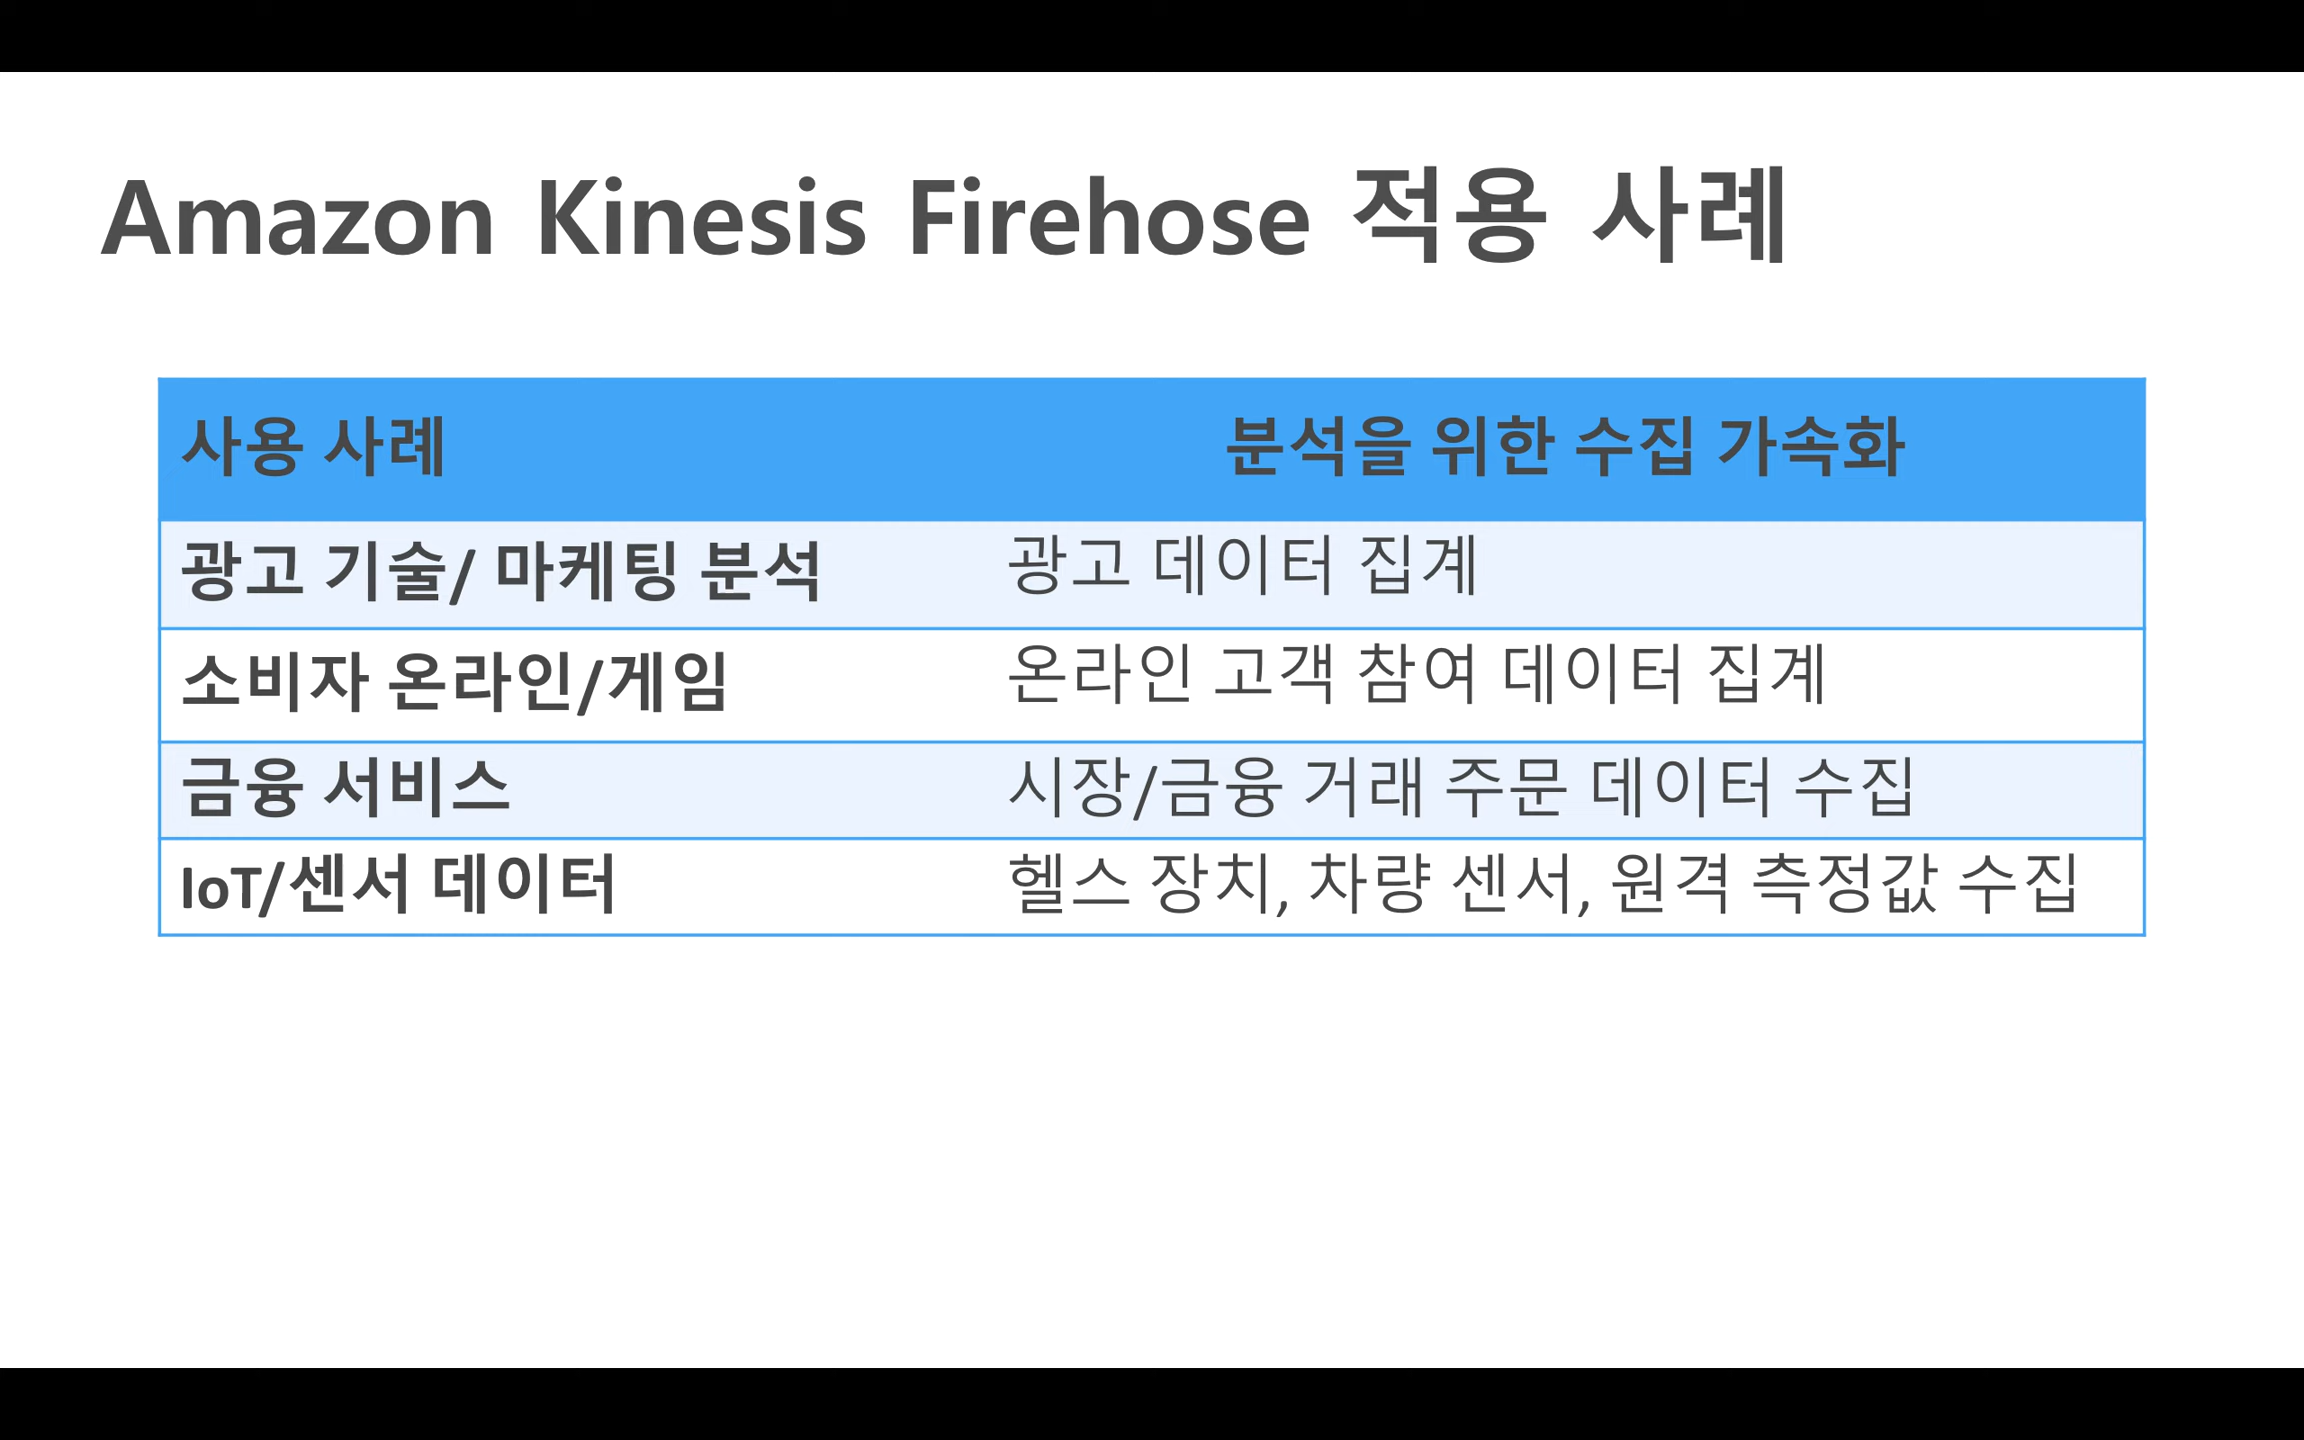 Amazon Kinesis Firehose 적용 사례
사용 사례 분석을 위한 수집 가속화
광고 기술/ 마케팅 분석 광고 데이터 집계
소비자 온라인/게임 온라인 고객 참여 데이터 집계
금융 서비스 시장/금융 거래 주문 데이터 수집
IoT/센서 데이터 헬스 장치, 차량 센서, 원격 측정값 수집